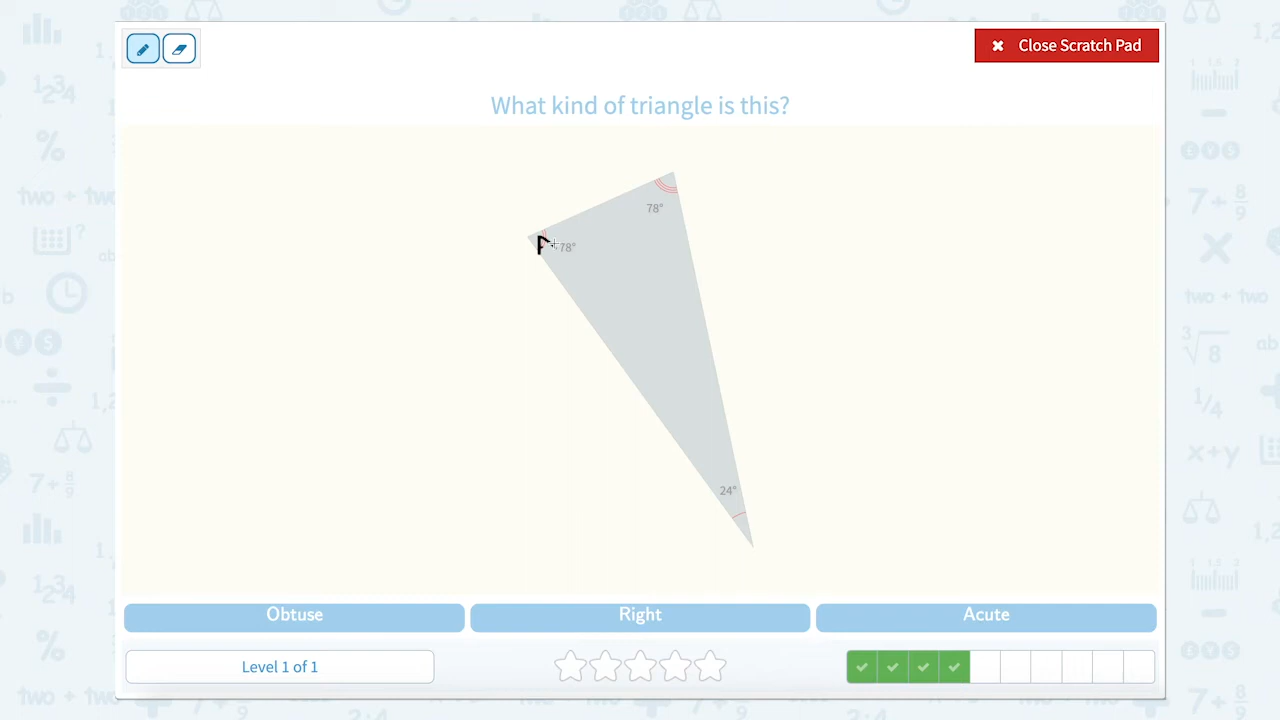 Close Scratch Pad
What kind of triangle is this?
78°
78°
24°
Obtuse
Right
Acute
Level 1 of 1